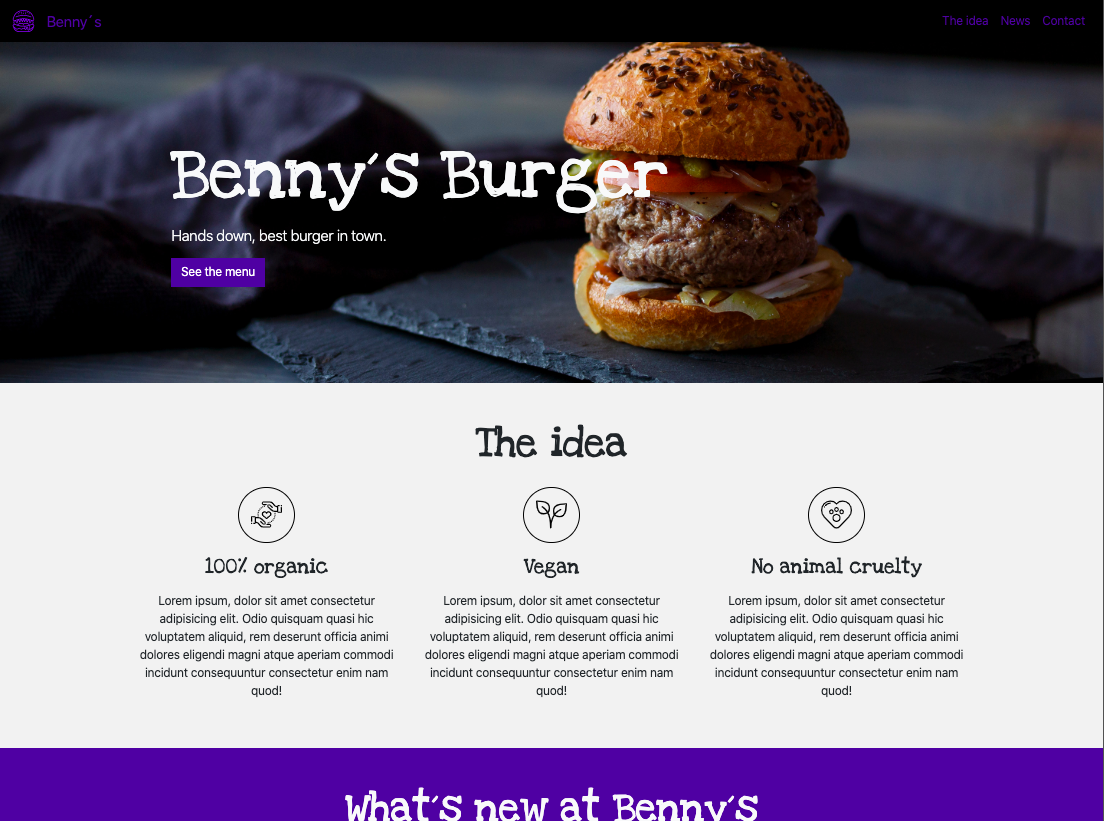 Benny´s
The idea News Contact
Benny´s Burger
Hands down, best burger in town.
See the menu
The idea
100% organic
Lorem ipsum, dolor sit amet consectetur
adipisicing elit. Odio quisquam quasi hic
voluptatem aliquid, rem deserunt officia animi
dolores eligendi magni atque aperiam commodi
incidunt consequuntur consectetur enim nam
quod!
Vegan
Lorem ipsum, dolor sit amet consectetur
adipisicing elit. Odio quisquam quasi hic
voluptatem aliquid, rem deserunt officia animi
dolores eligendi magni atque aperiam commodi
incidunt consequuntur consectetur enim nam
quod!
No animal cruelty
Lorem ipsum, dolor sit amet consectetur
adipisicing elit. Odio quisquam quasi hic
voluptatem aliquid, rem deserunt officia animi
dolores eligendi magni atque aperiam commodi
incidunt consequuntur consectetur enim nam
quod!
What´s new at Benny´s